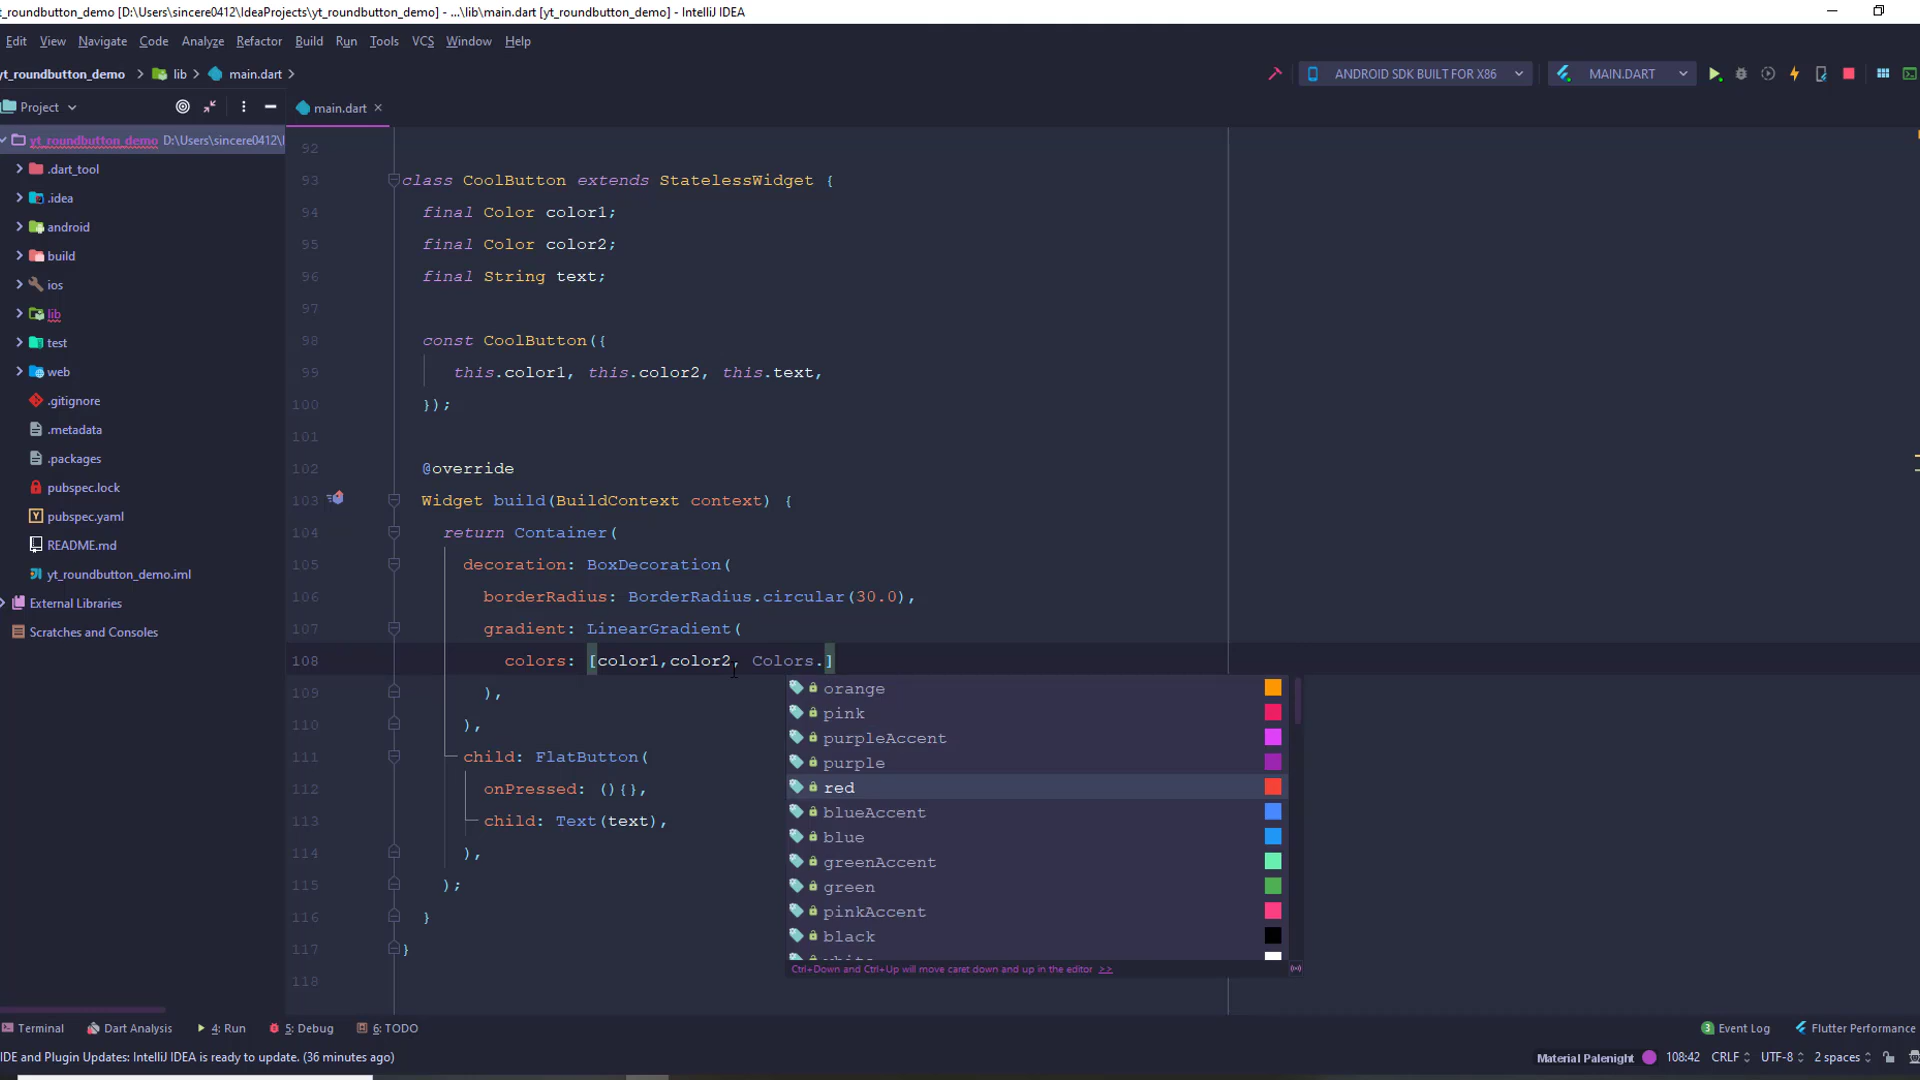 t_roundbutton_demo [D:\Users\sincere0412\IdeaProjects\yt_roundbutton_demo] - ...\lib\main.dart [yt_roundbutton_demo] - IntelliJ IDEA
Edit View Navigate Code Analyze Refactor Build Run Tools VCS Window Help
yt_roundbutton_demo lib main.dart
ANDROID SDK BUILT FOR X86 MAIN.DART
Project
main.dart
yt_roundbutton_demo D:\Users\sincere0412\I
.dart_tool
.idea
android
build
ios
lib
test
web
.gitignore
.metadata
.packages
pubspec.lock
pubspec.yaml
README.md
yt_roundbutton_demo.iml
External Libraries
Scratches and Consoles
92
93 class CoolButton extends StatelessWidget {
94 final Color color1;
95 final Color color2;
96 final String text;
97
98 const CoolButton({
99 this.color1, this.color2, this.text,
100 });
101
102 @override
103 Widget build(BuildContext context) {
104 return Container(
105 decoration: BoxDecoration(
106 borderRadius: BorderRadius.circular(30.0),
107 gradient: LinearGradient(
108 colors: [color1,color2, Colors.]
109 ),
110 ),
111 child: FlatButton(
112 onPressed: (){},
113 child: Text(text),
114 ),
115 );
116 }
117 }
118
orange
pink
purpleAccent
purple
red
blueAccent
blue
greenAccent
green
pinkAccent
black
Ctrl+Down and Ctrl+Up will move caret down and up in the editor >>
Terminal Dart Analysis 4: Run 5: Debug 6: TODO 3 Event Log Flutter Performance
IDE and Plugin Updates: IntelliJ IDEA is ready to update. (36 minutes ago) Material Palenight 108:42 CRLF UTF-8 2 spaces